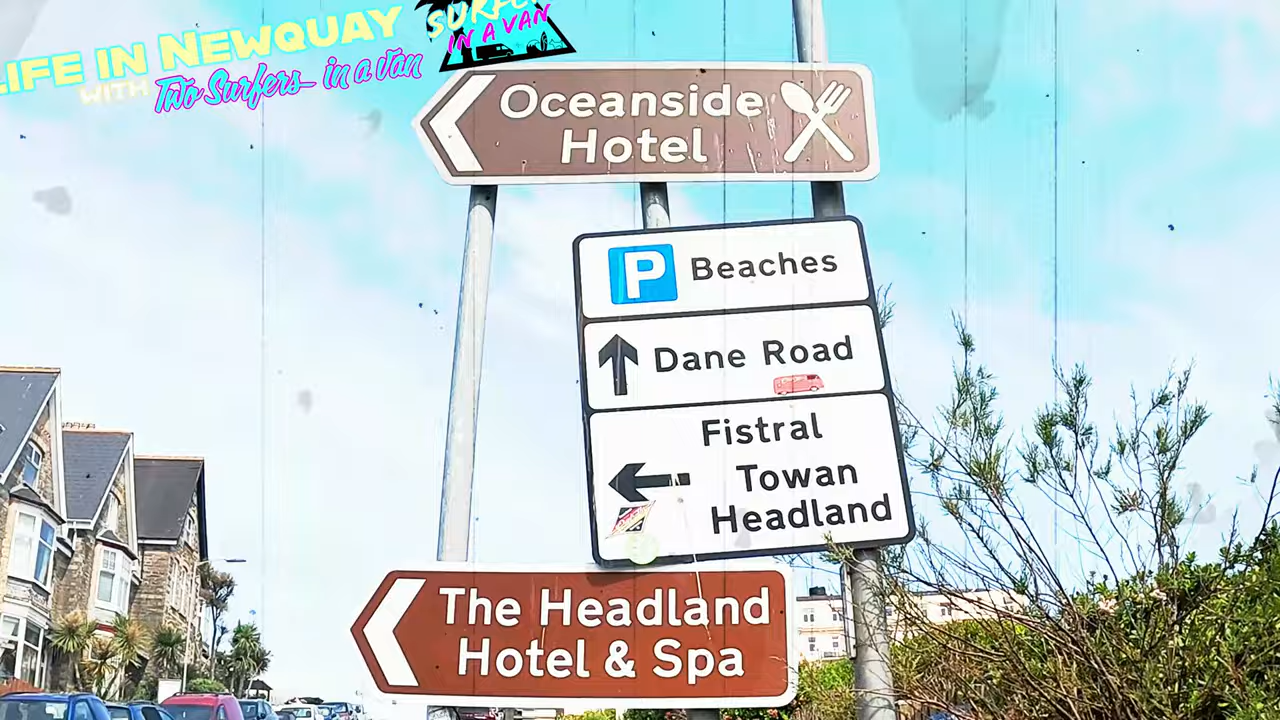 LIFE IN NEWQUAY
WITH Two Surfers in a van
SURFERS
IN A VAN
Oceanside
Hotel
P Beaches
Dane Road
Fistral
Towan
Headland
The Headland
Hotel & Spa